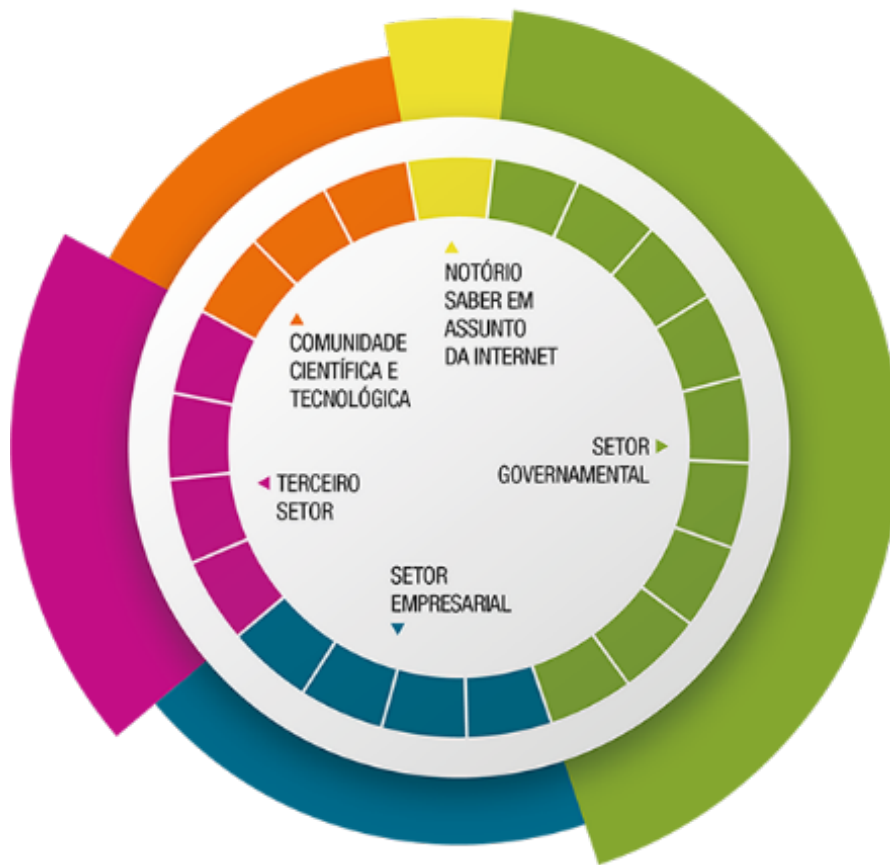 NOTÓRIO
SABER EM
ASSUNTO
DA INTERNET
COMUNIDADE
CIENTÍFICA E
TECNOLÓGICA
SETOR
GOVERNAMENTAL
TERCEIRO
SETOR
SETOR
EMPRESARIAL